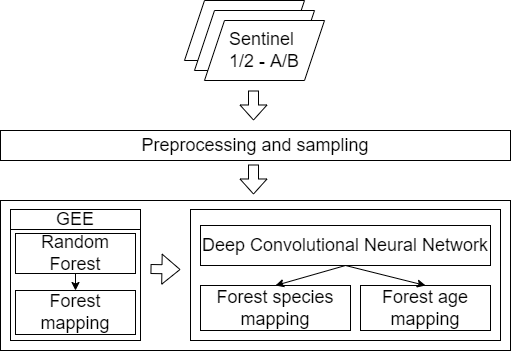 Sentinel
1/2 - A/B
Preprocessing and sampling
GEE
Random
Forest
Forest
mapping
Deep Convolutional Neural Network
Forest species
mapping
Forest age
mapping